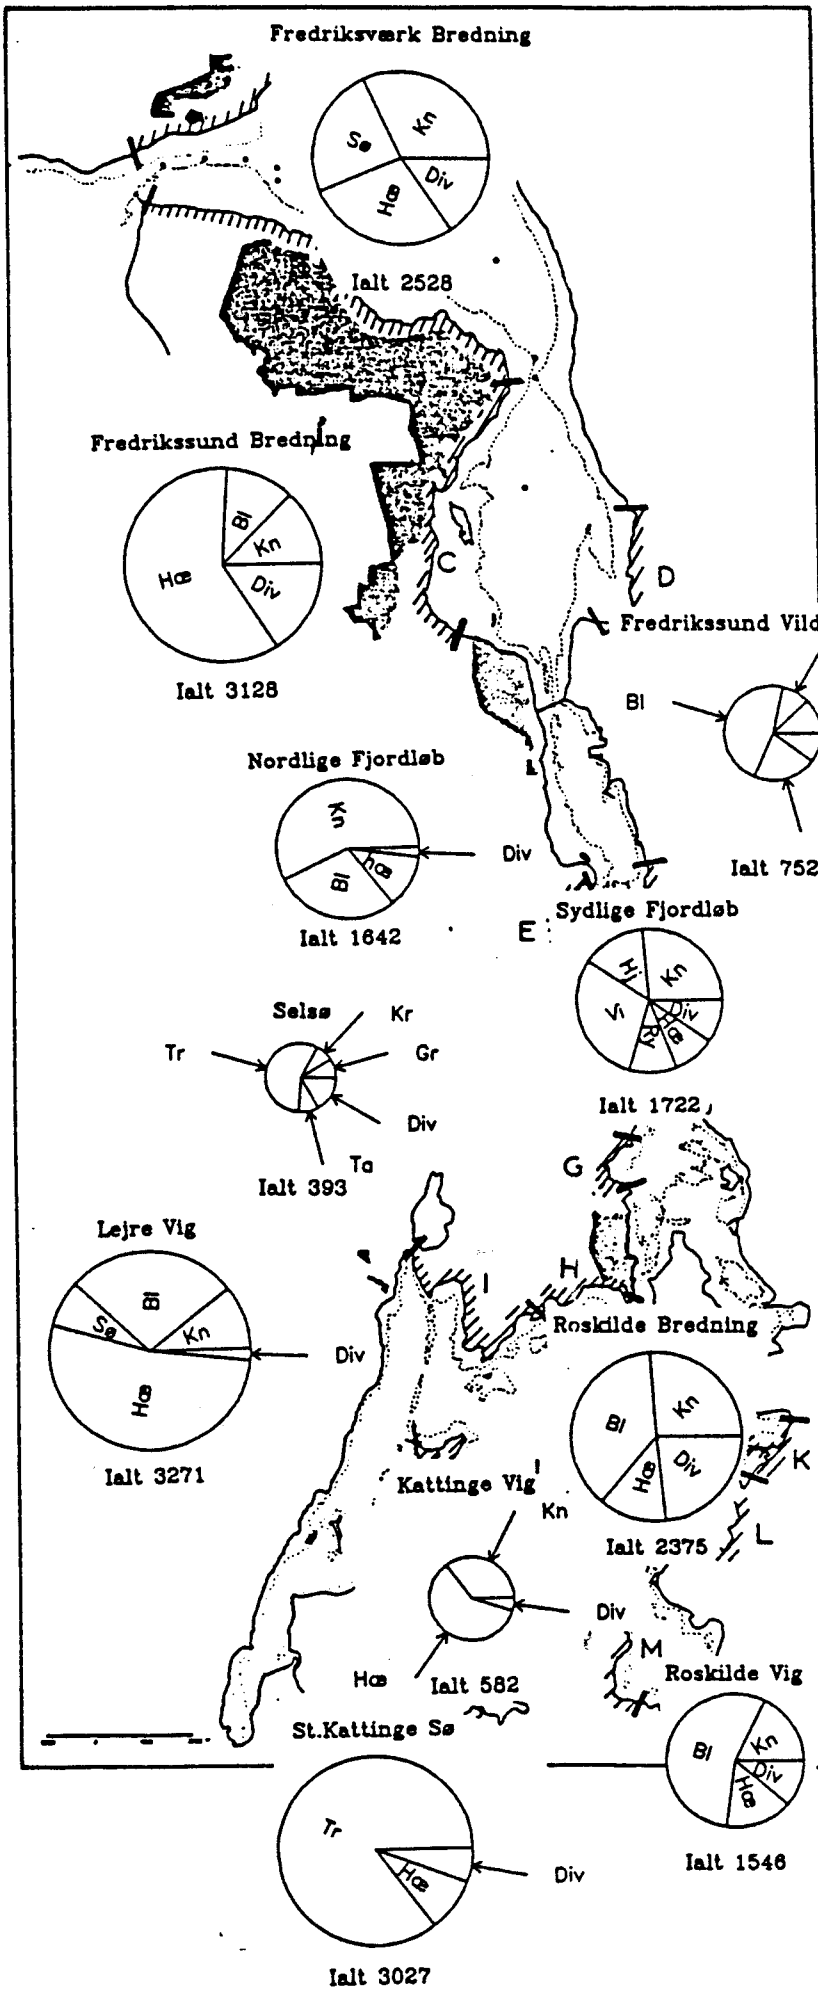 Fredriksværk Bredning
Kn
Sø
Div
Hæ
Ialt 2528
Fredrikssund Bredning
Bl
Kn
Hæ
Div
Ialt 3128
C
D
Fredrikssund Vild
Bl
Ialt 752
Nordlige Fjordløb
Kn
Div
hæ
Bl
Ialt 1642
E
Sydlige Fjordløb
Hj
Kn
Vi
Div
Hæ
Ry
Ialt 1722
Selsø
Kr
Tr
Gr
Div
Ta
Ialt 393
G
H
I
Lejre Vig
Bl
Sø
Kn
Div
Hæ
Ialt 3271
Roskilde Bredning
Kn
Bl
Div
Hæ
Ialt 2375
K
L
Kattinge Vig
Kn
Div
Hæ
Ialt 582
M
Roskilde Vig
Bl
Kn
Div
Hæ
Ialt 1546
St.Kattinge Sø
Tr
Hæ
Div
Ialt 3027